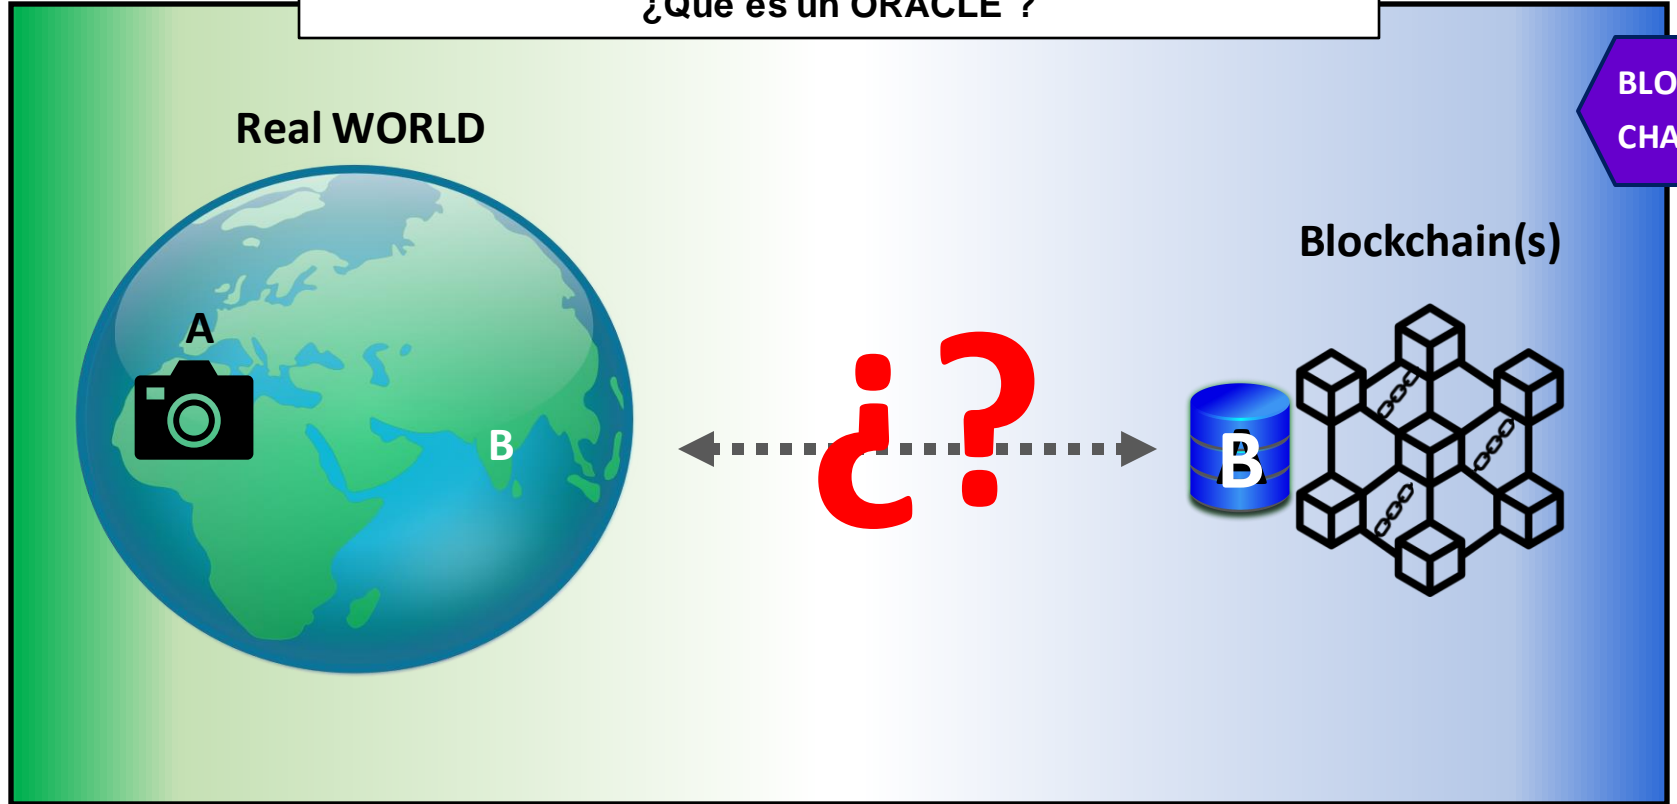 ¿Qué es un ORACLE ?
BLO
CHA
Real WORLD
Blockchain(s)
A
B
¿?
A
B